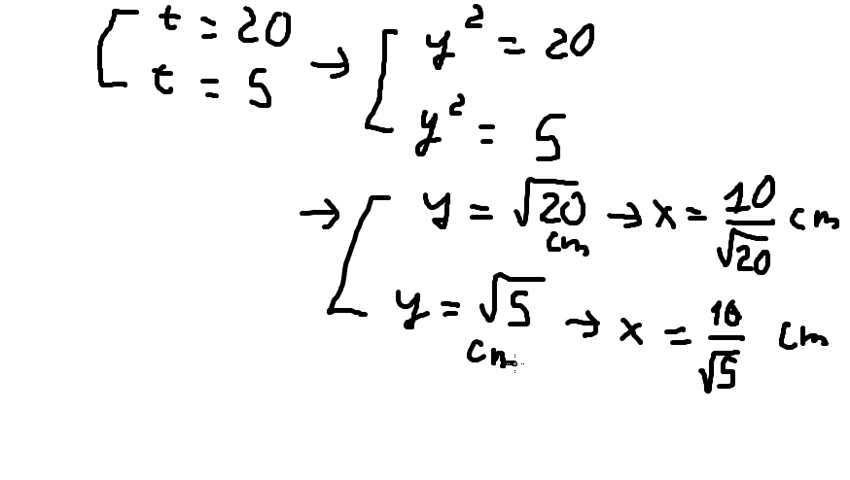 [ t = 20 → [ y² = 20
t = 5 y² = 5
→ [ y = √20 cm → x = 10/√20 cm
y = √5 cm → x = 10/√5 cm